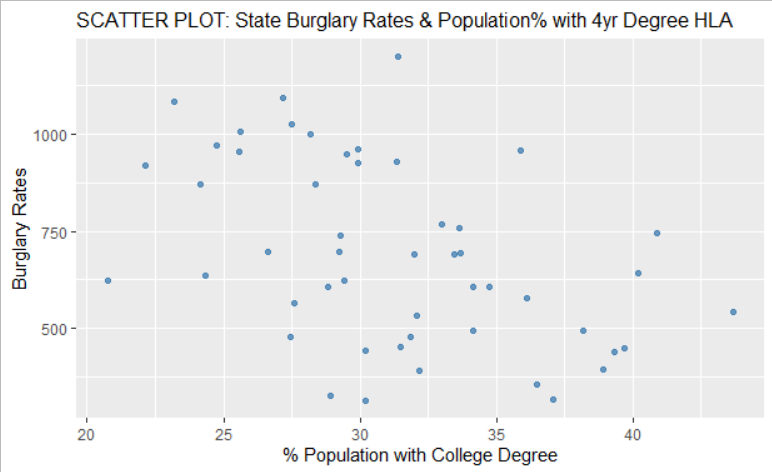 SCATTER PLOT: State Burglary Rates & Population% with 4yr Degree HLA
1000
750
500
Burglary Rates
20 25 30 35 40
% Population with College Degree